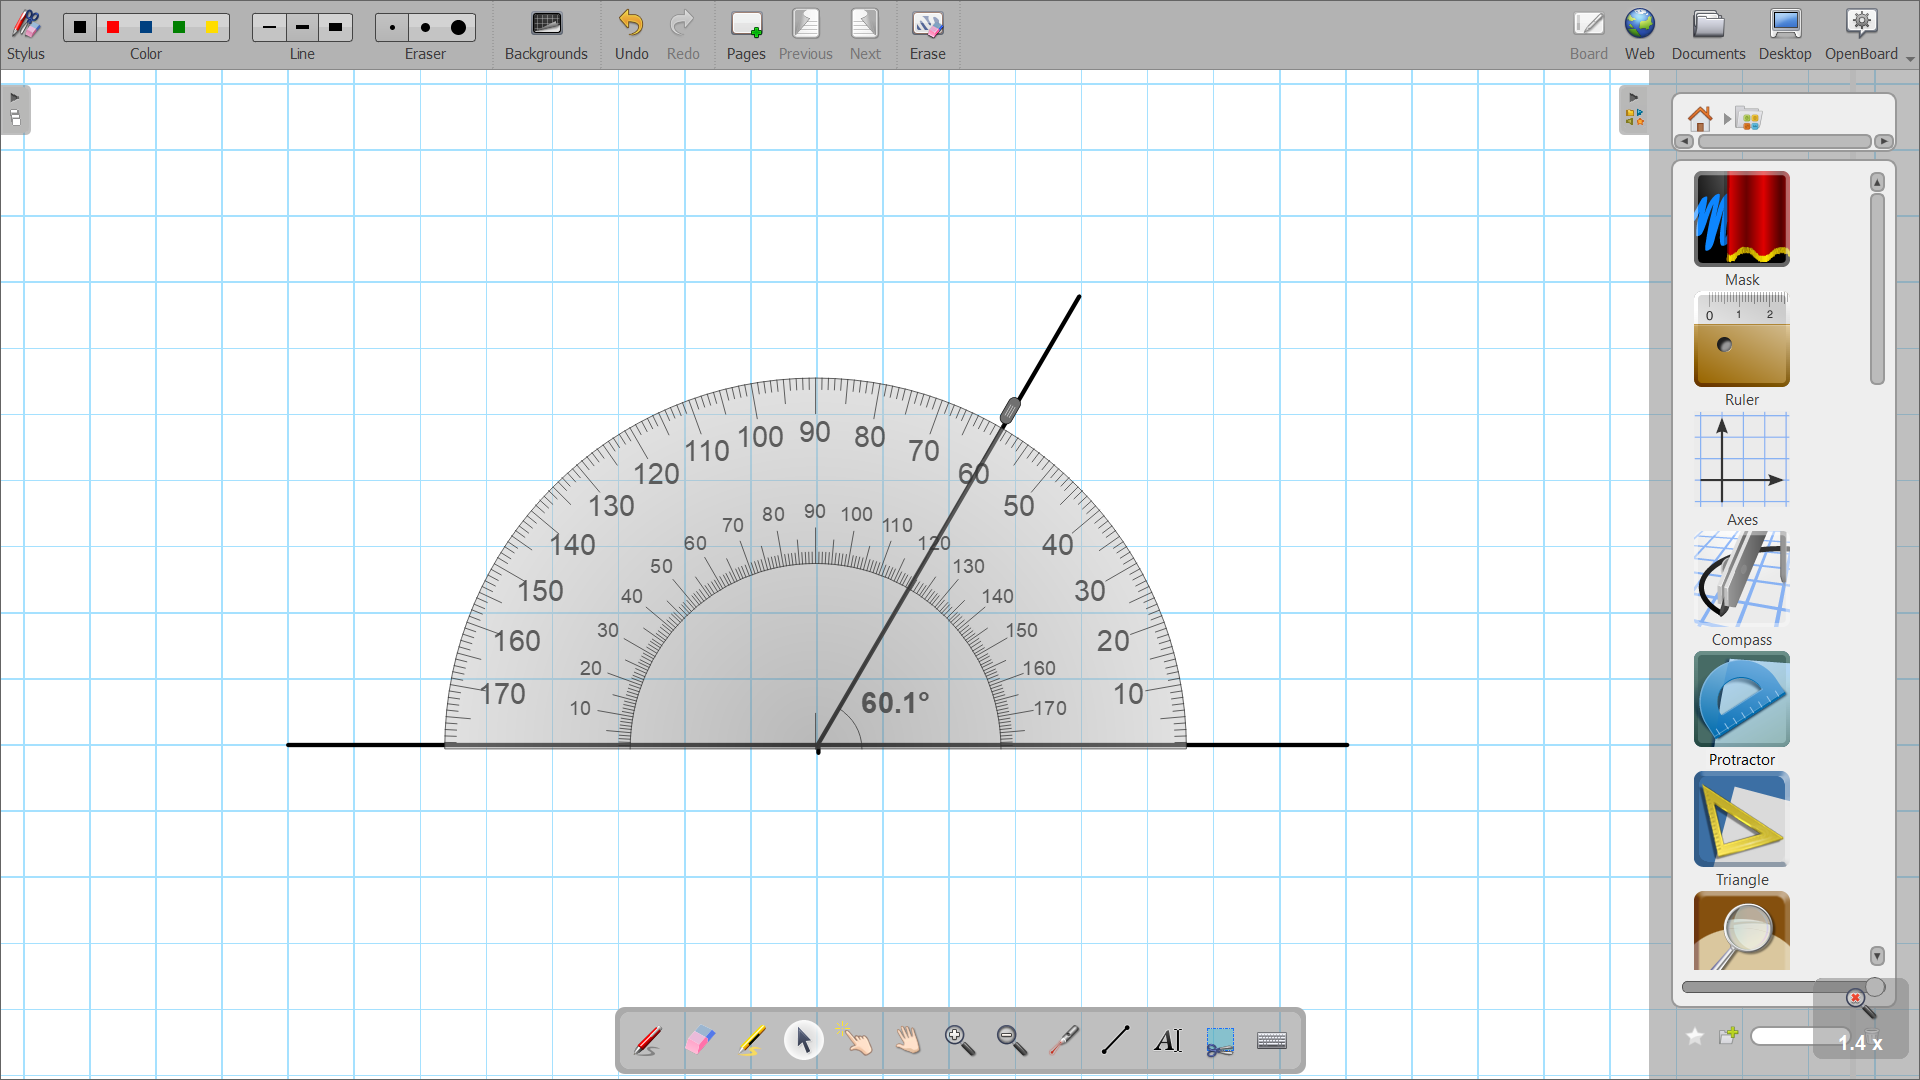 Stylus Color Line Eraser Backgrounds Undo Redo Pages Previous Next Erase Board Web Documents Desktop OpenBoard
Mask
0 1 2
Ruler
Axes
Compass
Protractor
Triangle
110 100 90 80 70
120 60
130 50
140 40
150 30
160 20
170 10
70 80 90 100 110
60 120
50 130
40 140
30 150
20 160
10 170
60.1°
A
1.4 x